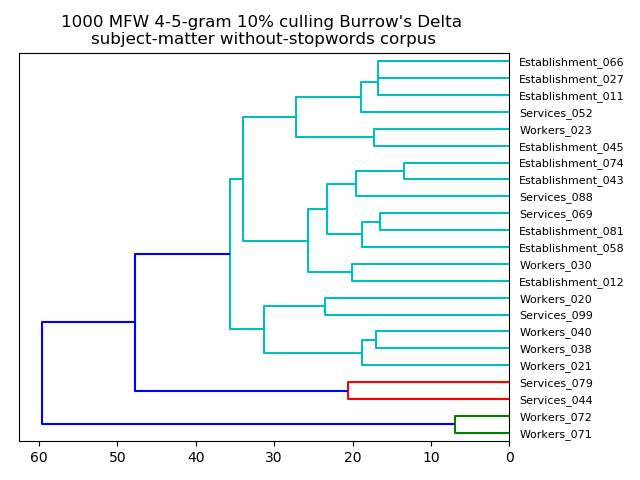 1000 MFW 4-5-gram 10% culling Burrow's Delta
subject-matter without-stopwords corpus
Establishment_066
Establishment_027
Establishment_011
Services_052
Workers_023
Establishment_045
Establishment_074
Establishment_043
Services_088
Services_069
Establishment_081
Establishment_058
Workers_030
Establishment_012
Workers_020
Services_099
Workers_040
Workers_038
Workers_021
Services_079
Services_044
Workers_072
Workers_071
60 50 40 30 20 10 0